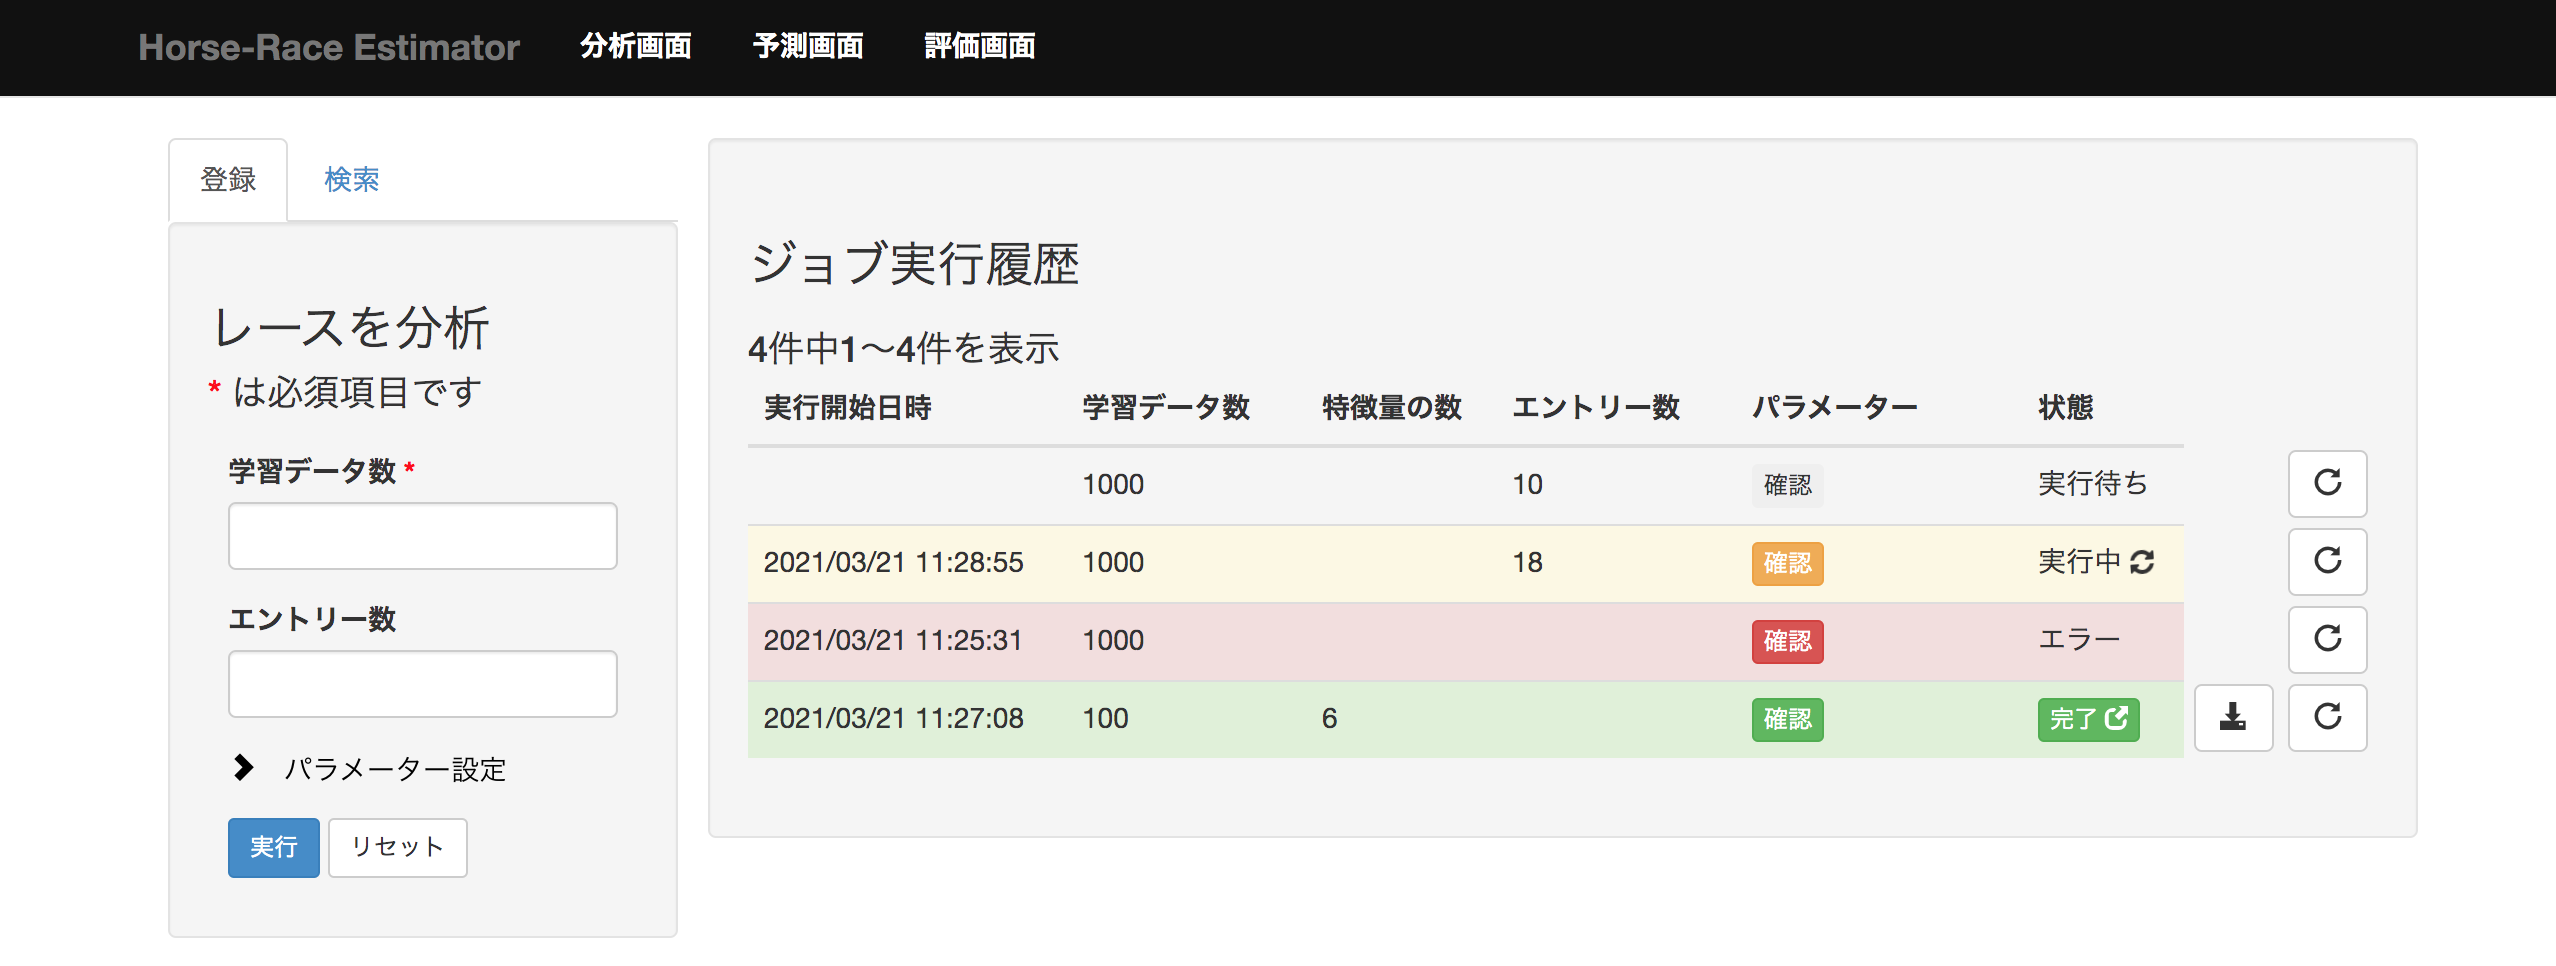 Horse-Race Estimator 分析画面 予測画面 評価画面
登録 検索
レースを分析
* は必須項目です
学習データ数 *
エントリー数
パラメーター設定
実行 リセット
ジョブ実行履歴
4件中1〜4件を表示
実行開始日時 学習データ数 特徴量の数 エントリー数 パラメーター 状態
1000 10 確認 実行待ち
2021/03/21 11:28:55 1000 18 確認 実行中
2021/03/21 11:25:31 1000 確認 エラー
2021/03/21 11:27:08 100 6 確認 完了